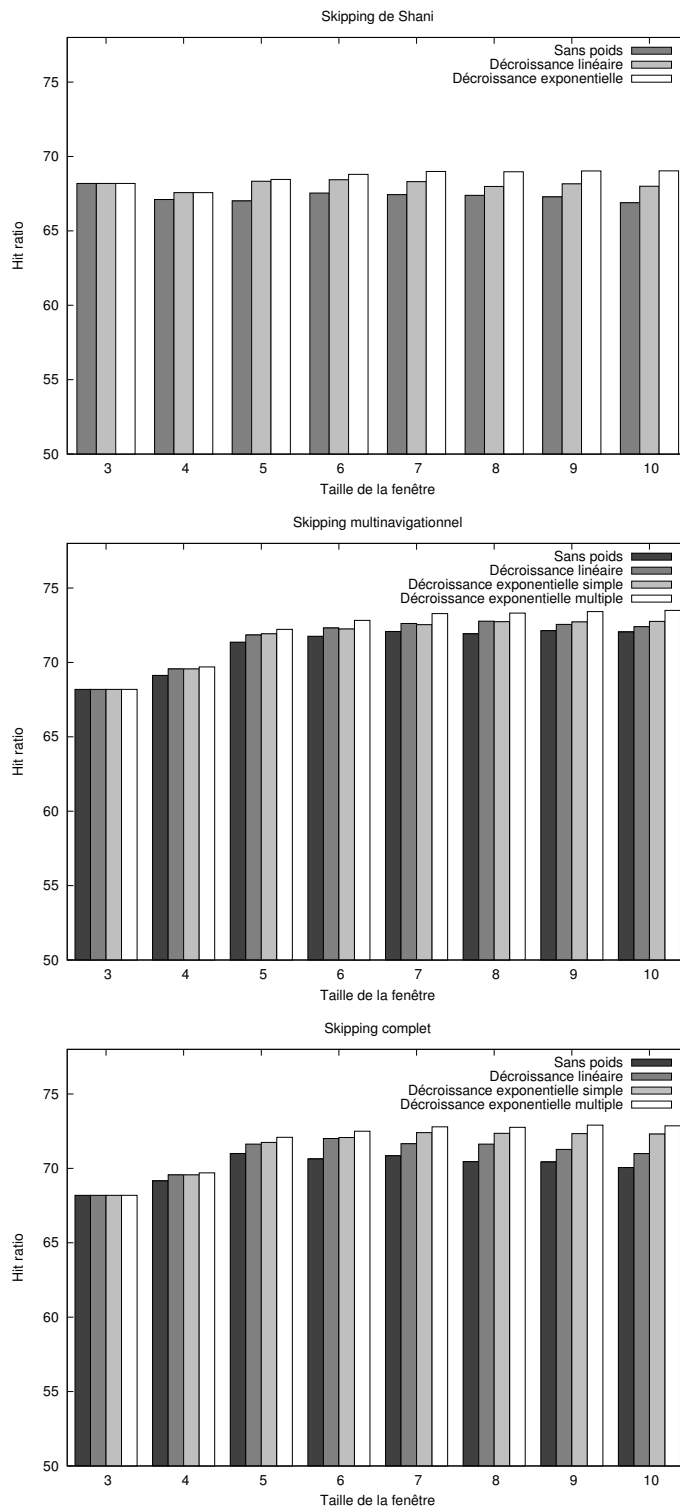 Skipping de Shani
Sans poids
Décroissance linéaire
Décroissance exponentielle
75
70
65
60
55
50
Hit ratio
3 4 5 6 7 8 9 10
Taille de la fenêtre
Skipping multinavigationnel
Sans poids
Décroissance linéaire
Décroissance exponentielle simple
Décroissance exponentielle multiple
75
70
65
60
55
50
Hit ratio
3 4 5 6 7 8 9 10
Taille de la fenêtre
Skipping complet
Sans poids
Décroissance linéaire
Décroissance exponentielle simple
Décroissance exponentielle multiple
75
70
65
60
55
50
Hit ratio
3 4 5 6 7 8 9 10
Taille de la fenêtre